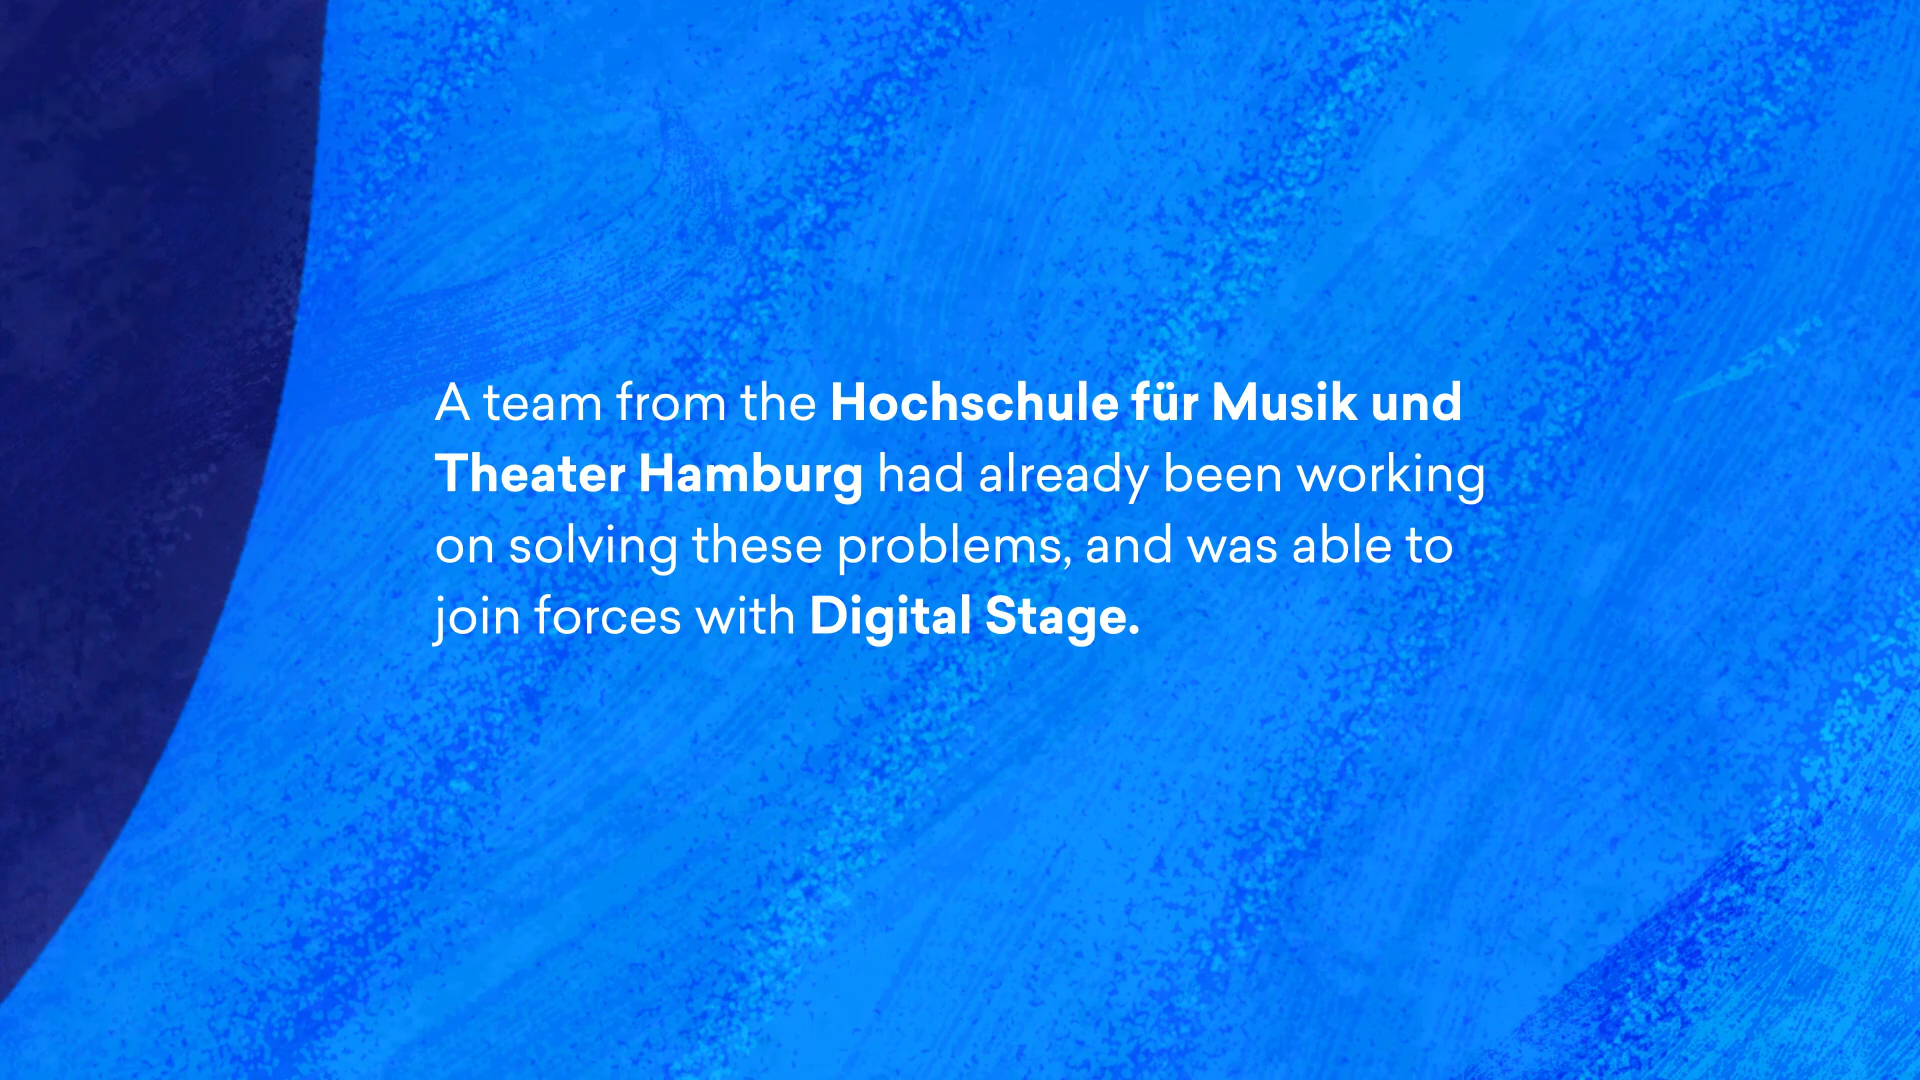 A team from the Hochschule für Musik und
Theater Hamburg had already been working
on solving these problems, and was able to
join forces with Digital Stage.